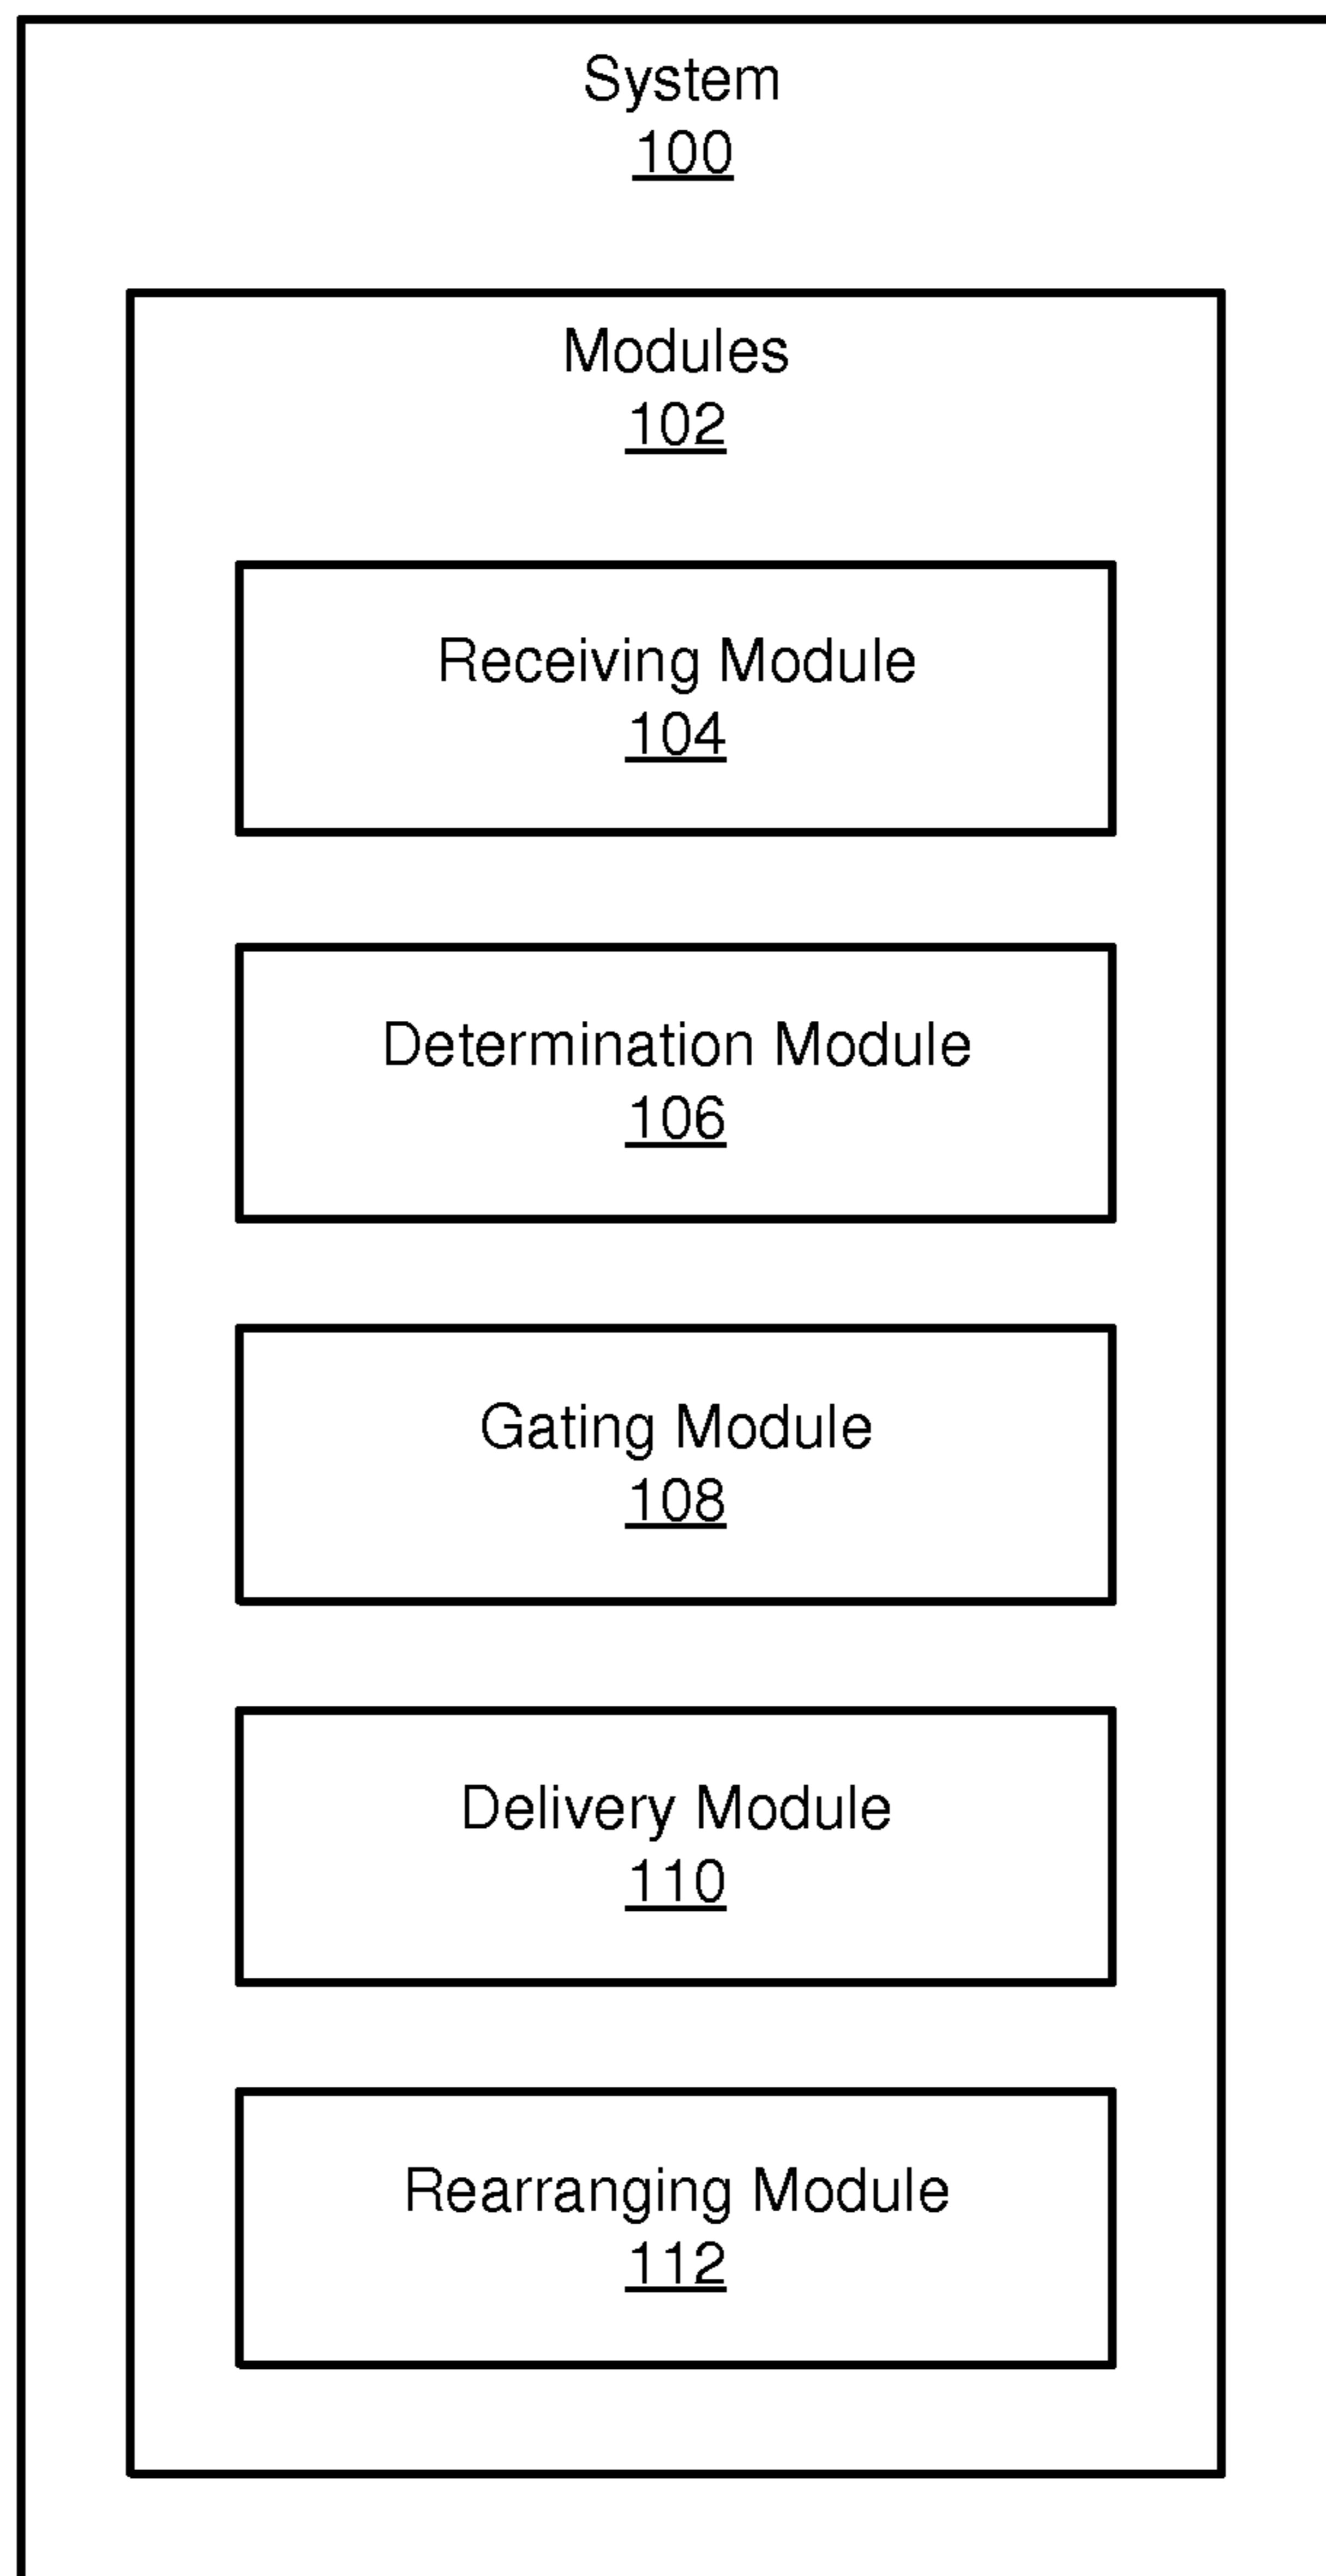 System
100
Modules
102
Receiving Module
104
Determination Module
106
Gating Module
108
Delivery Module
110
Rearranging Module
112